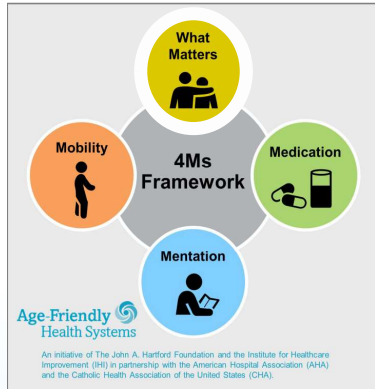 What
Matters
Mobility
4Ms
Framework
Medication
Mentation
Age-Friendly
Health Systems
An initiative of The John A. Hartford Foundation and the Institute for Healthcare
Improvement (IHI) in partnership with the American Hospital Association (AHA)
and the Catholic Health Association of the United States (CHA).